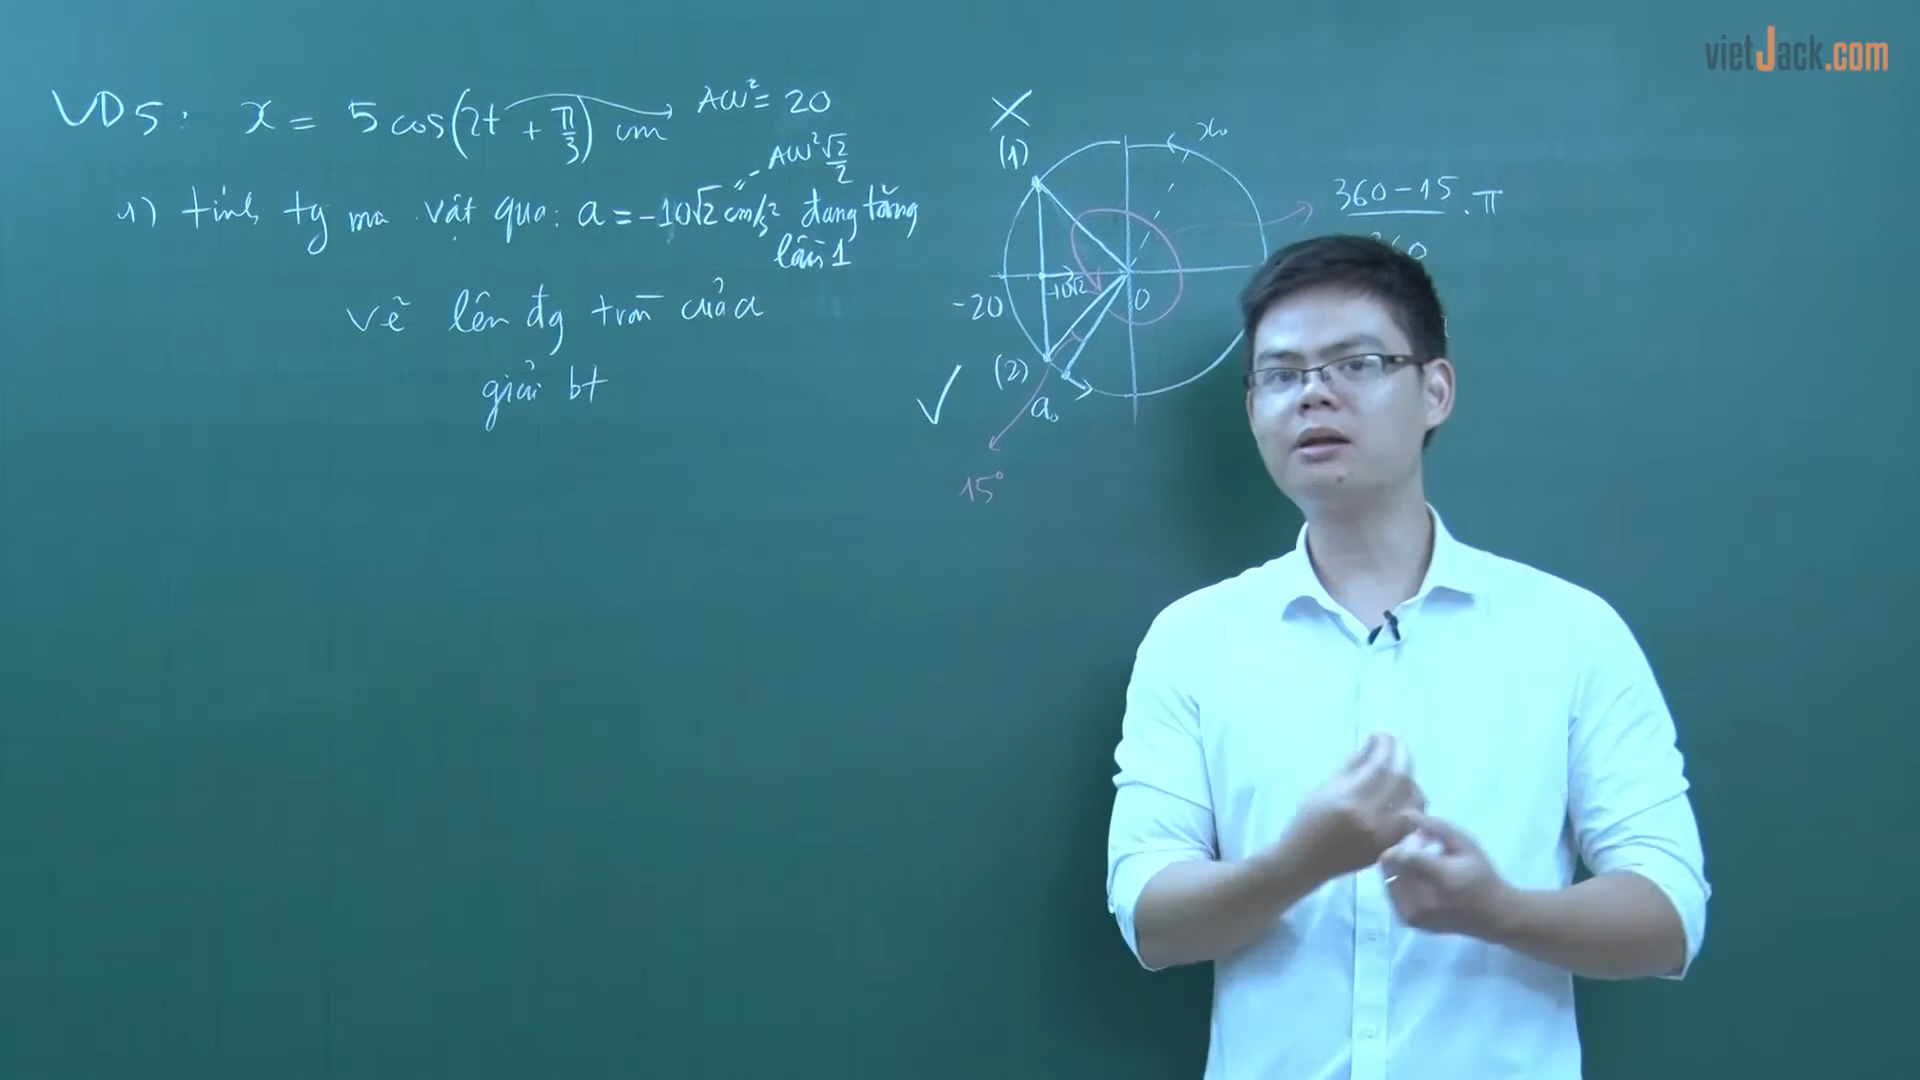 vietJack.com
VD5: x = 5 cos(2t + π/3) cm → Aω² = 20
Aω²√2/2
1) tính tg mà vật qua: a = -10√2 cm/s² đang tăng
lần 1
vẽ lên đg tròn của a
giải bt
X
(1)
x₀
-20
-10√2
O
(2)
a₀
✓
15°
360-15
.π